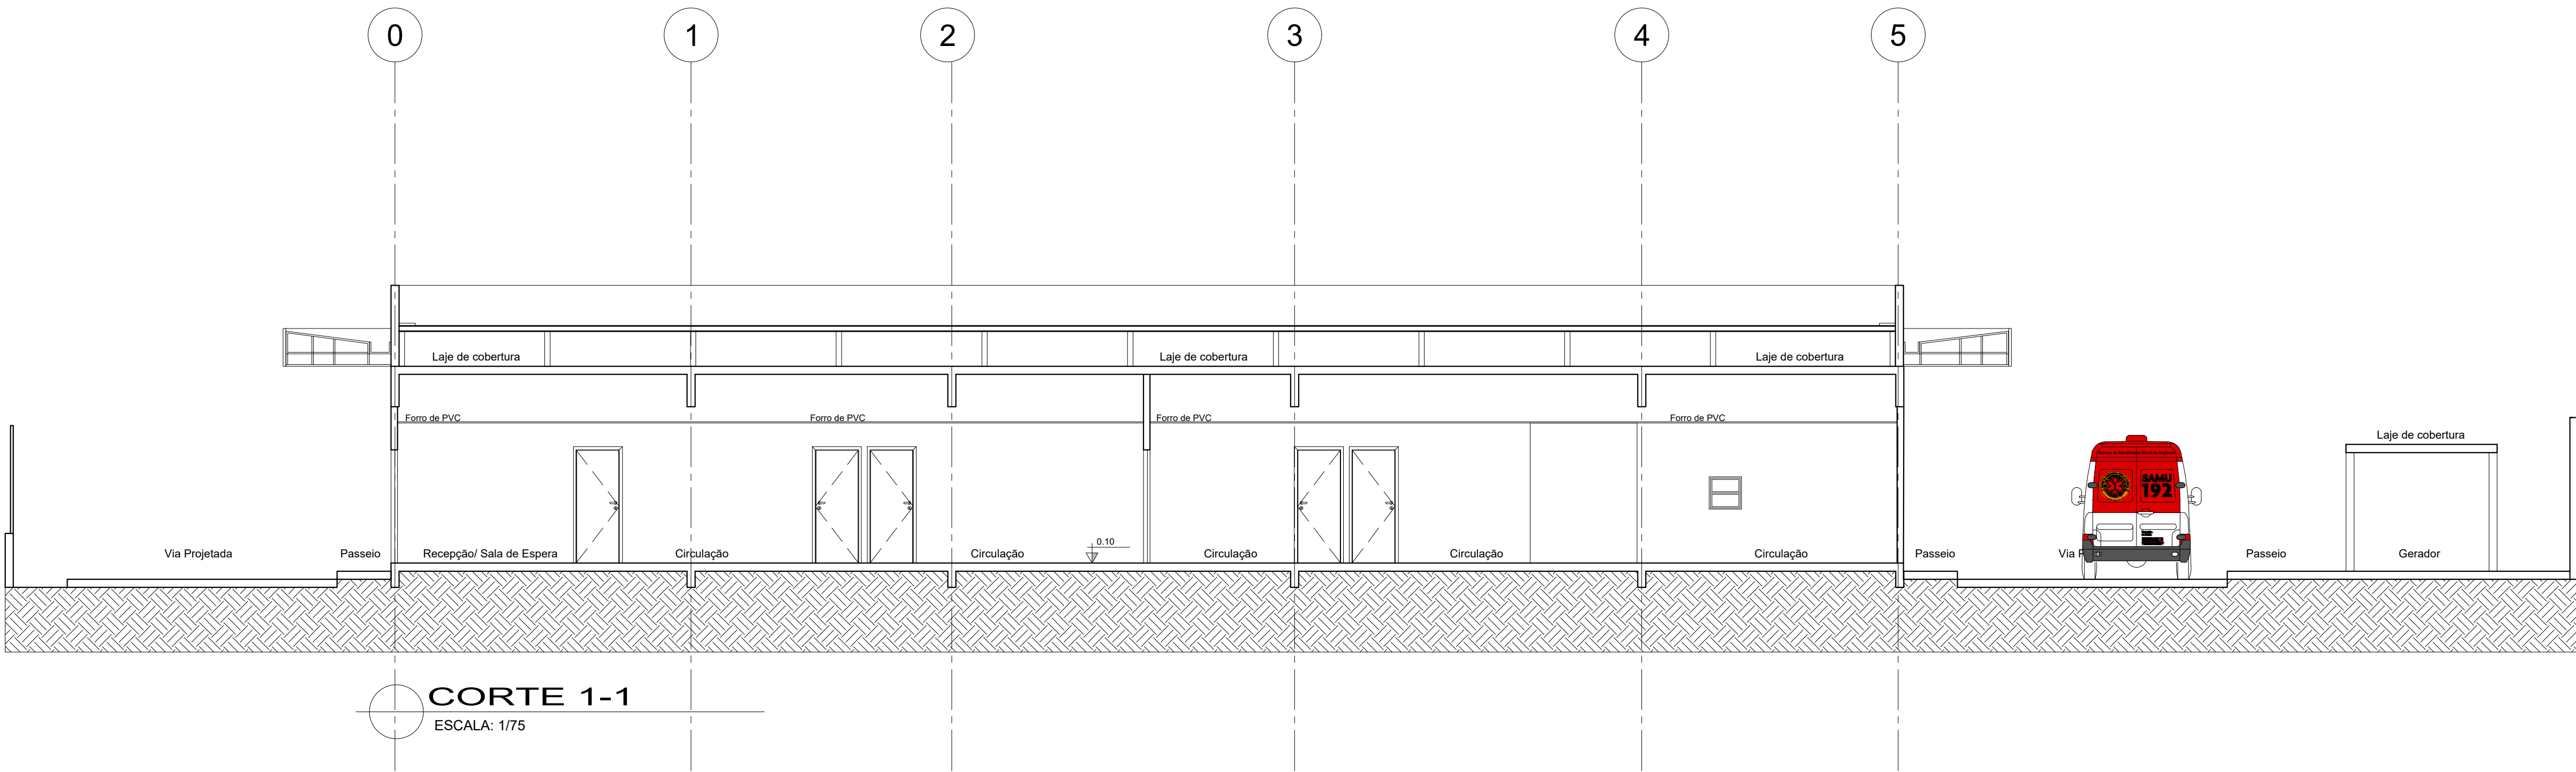 0
1
2
3
4
5
Laje de cobertura
Laje de cobertura
Laje de cobertura
Forro de PVC
Forro de PVC
Forro de PVC
Forro de PVC
Laje de cobertura
SAMU
192
0.10
Via Projetada
Passeio
Recepção/ Sala de Espera
Circulação
Circulação
Circulação
Circulação
Circulação
Passeio
Via
Passeio
Gerador
CORTE 1-1
ESCALA: 1/75